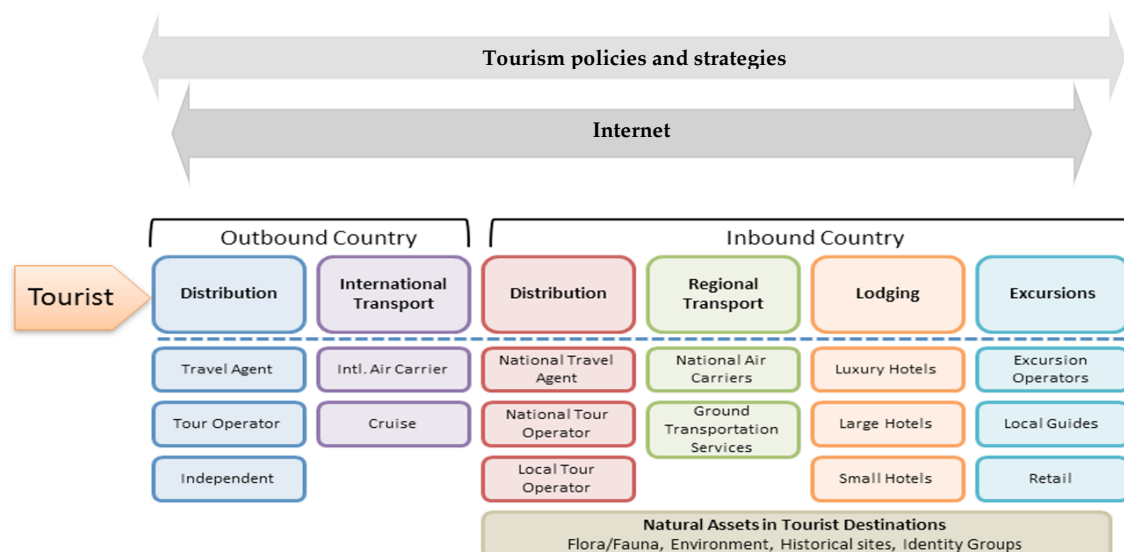 Tourism policies and strategies
Internet
Outbound Country
Inbound Country
Tourist
Distribution
International
Transport
Distribution
Regional
Transport
Lodging
Excursions
Travel Agent
Intl. Air Carrier
National Travel
Agent
National Air
Carriers
Luxury Hotels
Excursion
Operators
Tour Operator
Cruise
National Tour
Operator
Ground
Transportation
Services
Large Hotels
Local Guides
Independent
Local Tour
Operator
Small Hotels
Retail
Natural Assets in Tourist Destinations
Flora/Fauna, Environment, Historical sites, Identity Groups